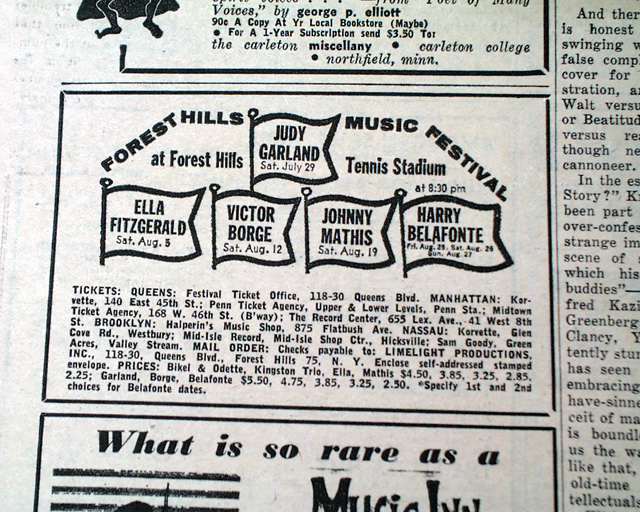 Voices," by george p. elliott
90c A Copy At Yr Local Bookstore (Maybe)
• For A 1-Year Subscription send $3.50 To:
the carleton miscellany • carleton college
• northfield, minn.
FOREST HILLS MUSIC FESTIVAL
JUDY
GARLAND
Sat. July 29
at Forest Hills Tennis Stadium
at 8:30 pm
ELLA
FITZGERALD
Sat. Aug. 5
VICTOR
BORGE
Sat. Aug. 12
JOHNNY
MATHIS
Sat. Aug. 19
HARRY
BELAFONTE
Fri. Aug. 25, Sat. Aug. 26
Sun. Aug. 27
TICKETS: QUEENS: Festival Ticket Office, 118-30 Queens Blvd. MANHATTAN: Kor-
vette, 140 East 45th St.; Penn Ticket Agency, Upper & Lower Levels, Penn Sta.; Midtown
Ticket Agency, 168 W. 46th St. (B'way); The Record Center, 655 Lex. Ave., 41 West 8th
St. BROOKLYN: Halperin's Music Shop, 875 Flatbush Ave. NASSAU: Korvette, Glen
Cove Rd., Westbury; Mid-Isle Record, Mid-Isle Shop Ctr., Hicksville; Sam Goody, Green
Acres, Valley Stream. MAIL ORDER: Checks payable to: LIMELIGHT PRODUCTIONS,
INC., 118-30, Queens Blvd., Forest Hills 75, N. Y. Enclose self-addressed stamped
envelope. PRICES: Bikel & Odette, Kingston Trio, Ella, Mathis $4.50, 3.85, 3.25, 2.85,
2.25; Garland, Borge, Belafonte $5.50, 4.75, 3.85, 3.25, 2.50. *Specify 1st and 2nd
choices for Belafonte dates.
What is so rare as a
Music Inn
And ther
is honest
swinging w
false comp
cover for
stration, a
Walt versu
or Beatitud
versus re
though ne
cannoneer.
In the es
Story?" K
been part
over-confes
strange im
scene of s
which his
buddies"—
fred Kazi
Greenberg
Clancy, Y
tently stu
has seen
embracing
have-sinne
ceit of ma
is boundl
us the wa
like that,
old-time
tellectuals